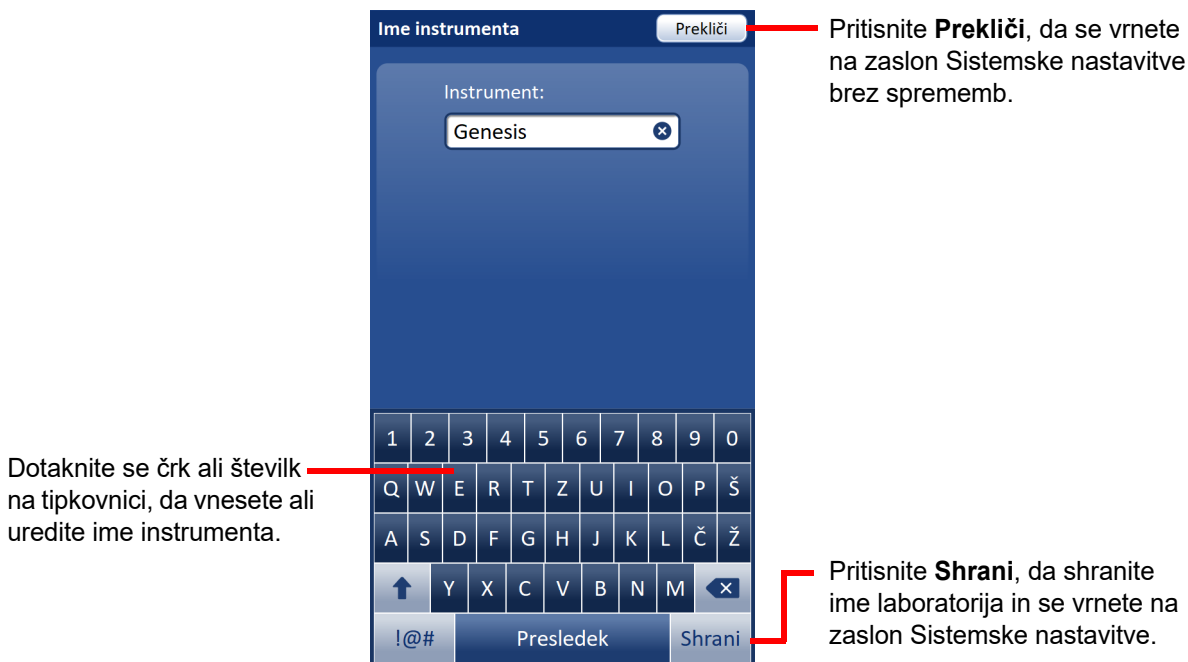 Ime instrumenta
Prekliči
Pritisnite Prekliči, da se vrnete
na zaslon Sistemske nastavitve
brez sprememb.
Instrument:
Genesis
1 2 3 4 5 6 7 8 9 0
Dotaknite se črk ali številk
na tipkovnici, da vnesete ali
uredite ime instrumenta.
Q W E R T Z U I O P Š
A S D F G H J K L Č Ž
Y X C V B N M
!@# Presledek Shrani
Pritisnite Shrani, da shranite
ime laboratorija in se vrnete na
zaslon Sistemske nastavitve.